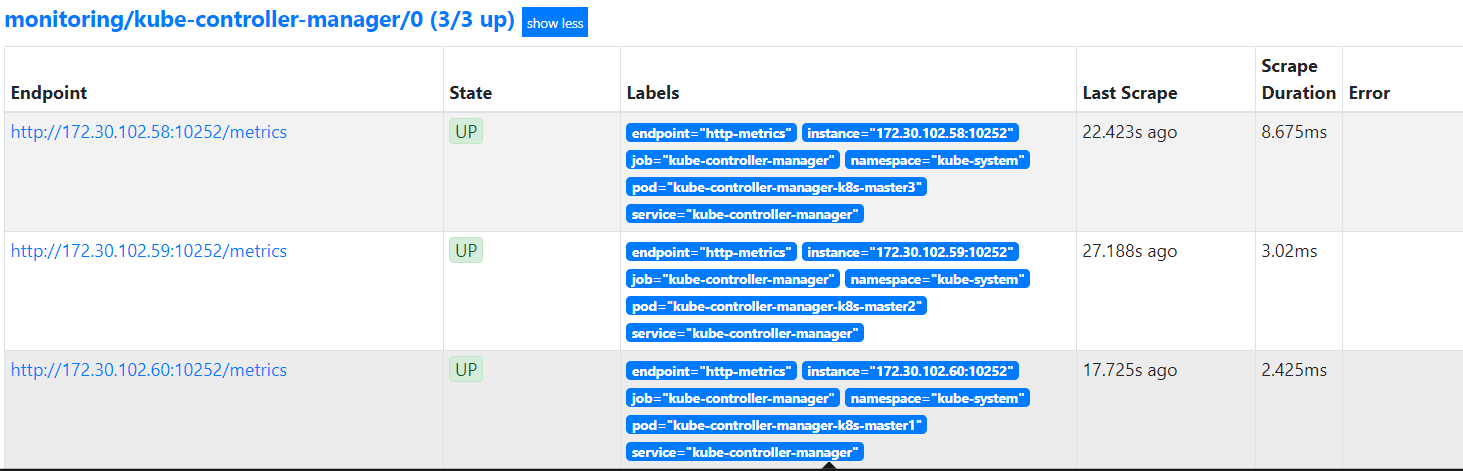 monitoring/kube-controller-manager/0 (3/3 up) show less
Endpoint State Labels Last Scrape Scrape Duration Error
http://172.30.102.58:10252/metrics UP endpoint="http-metrics" instance="172.30.102.58:10252" 22.423s ago 8.675ms
job="kube-controller-manager" namespace="kube-system"
pod="kube-controller-manager-k8s-master3"
service="kube-controller-manager"
http://172.30.102.59:10252/metrics UP endpoint="http-metrics" instance="172.30.102.59:10252" 27.188s ago 3.02ms
job="kube-controller-manager" namespace="kube-system"
pod="kube-controller-manager-k8s-master2"
service="kube-controller-manager"
http://172.30.102.60:10252/metrics UP endpoint="http-metrics" instance="172.30.102.60:10252" 17.725s ago 2.425ms
job="kube-controller-manager" namespace="kube-system"
pod="kube-controller-manager-k8s-master1"
service="kube-controller-manager"